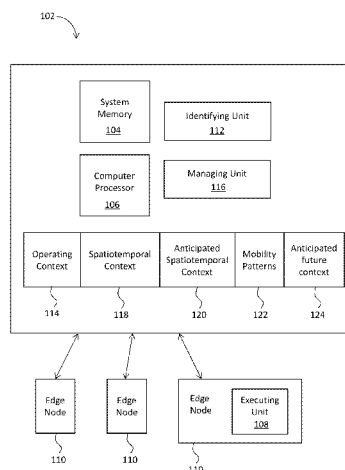 102
System
Memory
104
Identifying Unit
112
Computer
Processor
106
Managing Unit
116
Operating
Context
Spatiotemporal
Context
Anticipated
Spatiotemporal
Context
Mobility
Patterns
Anticipated
future
context
114
118
120
122
124
Edge
Node
Edge
Node
Edge
Node
Executing
Unit
108
110
110
110